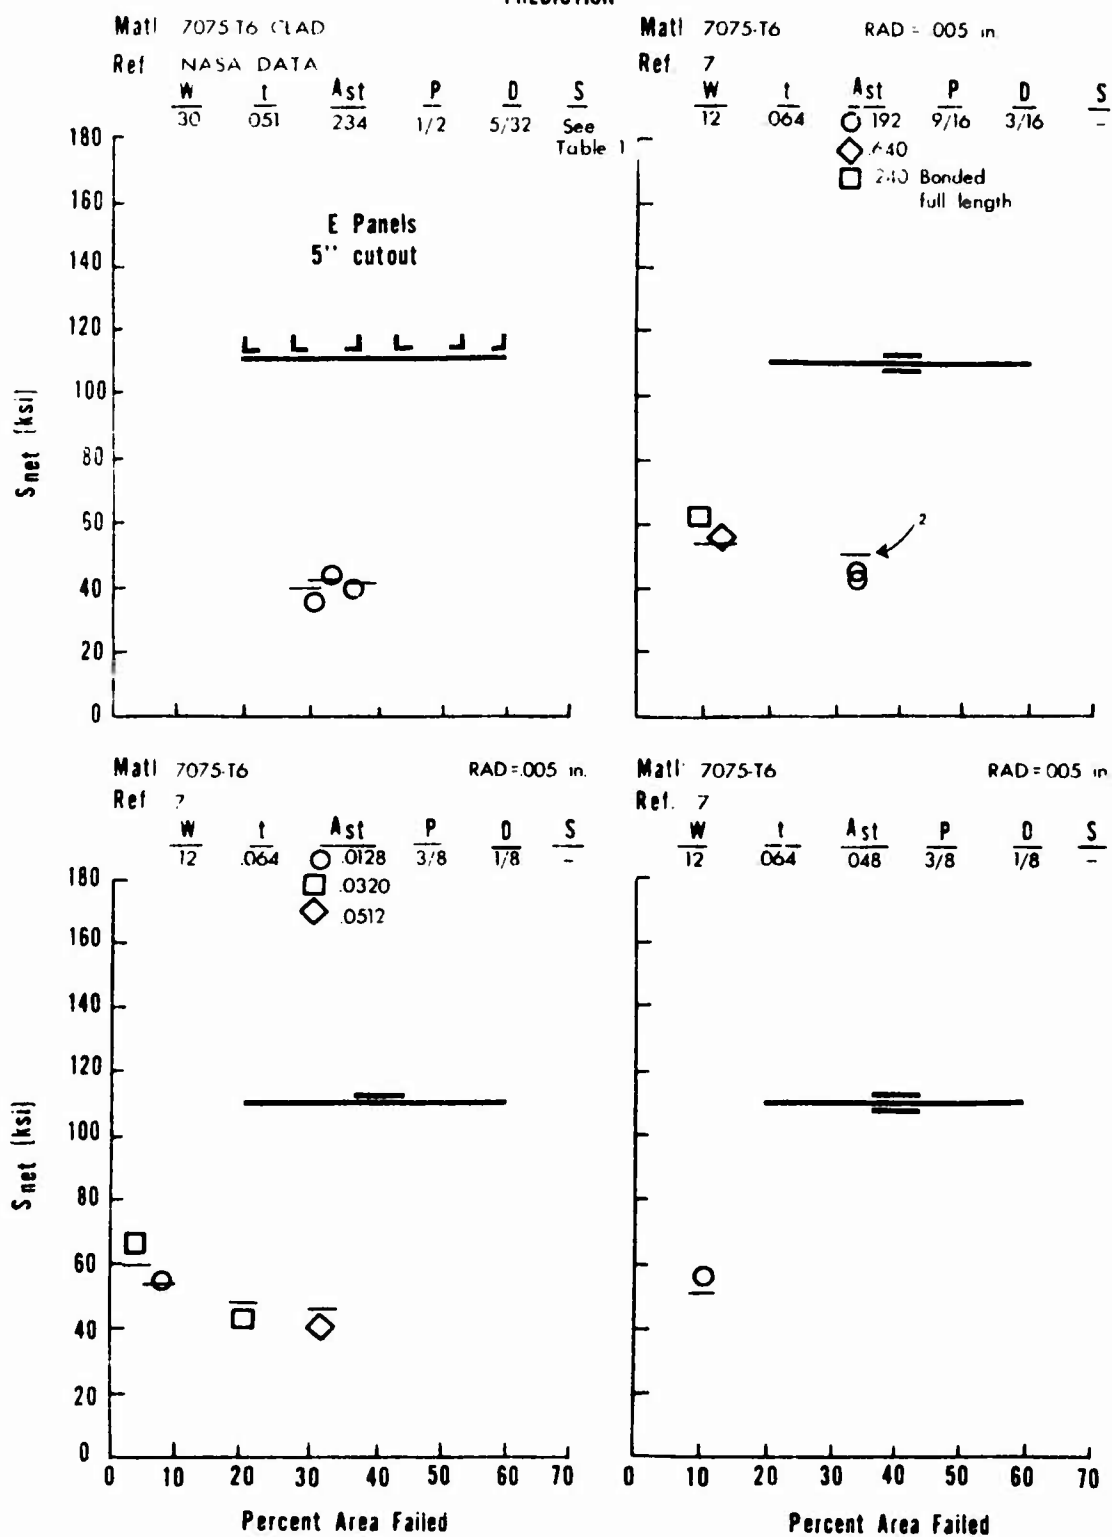 Matl 7075 T6 CLAD
Ref NASA DATA
W t Ast P D S
30 051 234 1/2 5/32 See Table 1
180
160
140
120
100
80
60
40
20
0
Snet [ksi]
E Panels
5'' cutout
Matl 7075-T6 RAD = 005 in.
Ref 7
W t Ast P D S
12 064 192 9/16 3/16 -
.640
240 Bonded
full length
2
Matl 7075-T6 RAD=.005 in.
Ref 7
W t Ast P D S
12 .064 .0128 3/8 1/8 -
.0320
.0512
180
160
140
120
100
80
60
40
20
0
Snet [ksi]
0 10 20 30 40 50 60 70
Percent Area Failed
Matl 7075-T6 RAD=005 in
Ref. 7
W t Ast P D S
12 064 048 3/8 1/8 -
0 10 20 30 40 50 60 70
Percent Area Failed